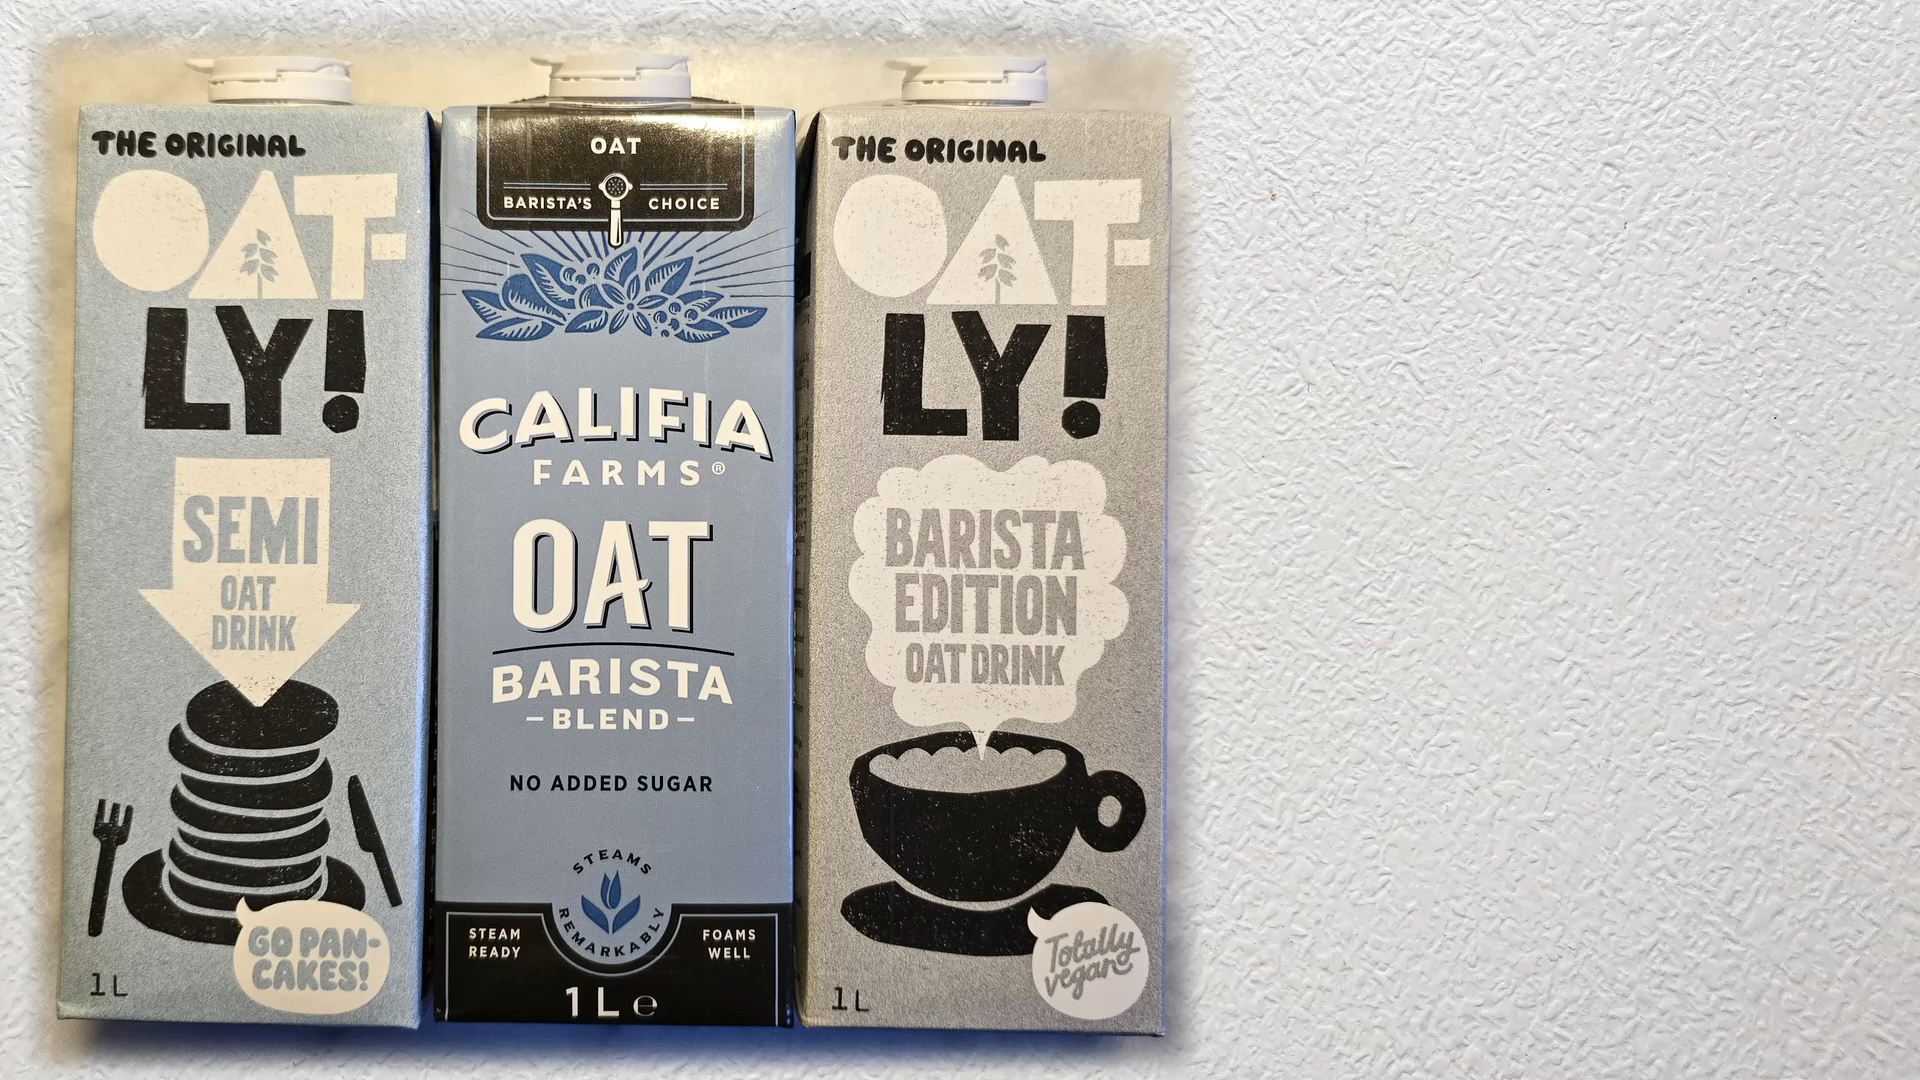 THE ORIGINAL
OAT-
LY!
SEMI
OAT
DRINK
GO PAN-
CAKES!
1L
OAT
BARISTA'S CHOICE
CALIFIA
FARMS®
OAT
BARISTA
–BLEND–
NO ADDED SUGAR
STEAMS
REMARKABLY
STEAM
READY
FOAMS
WELL
1L ℮
THE ORIGINAL
OAT-
LY!
BARISTA
EDITION
OAT DRINK
Totally
vegan
1L